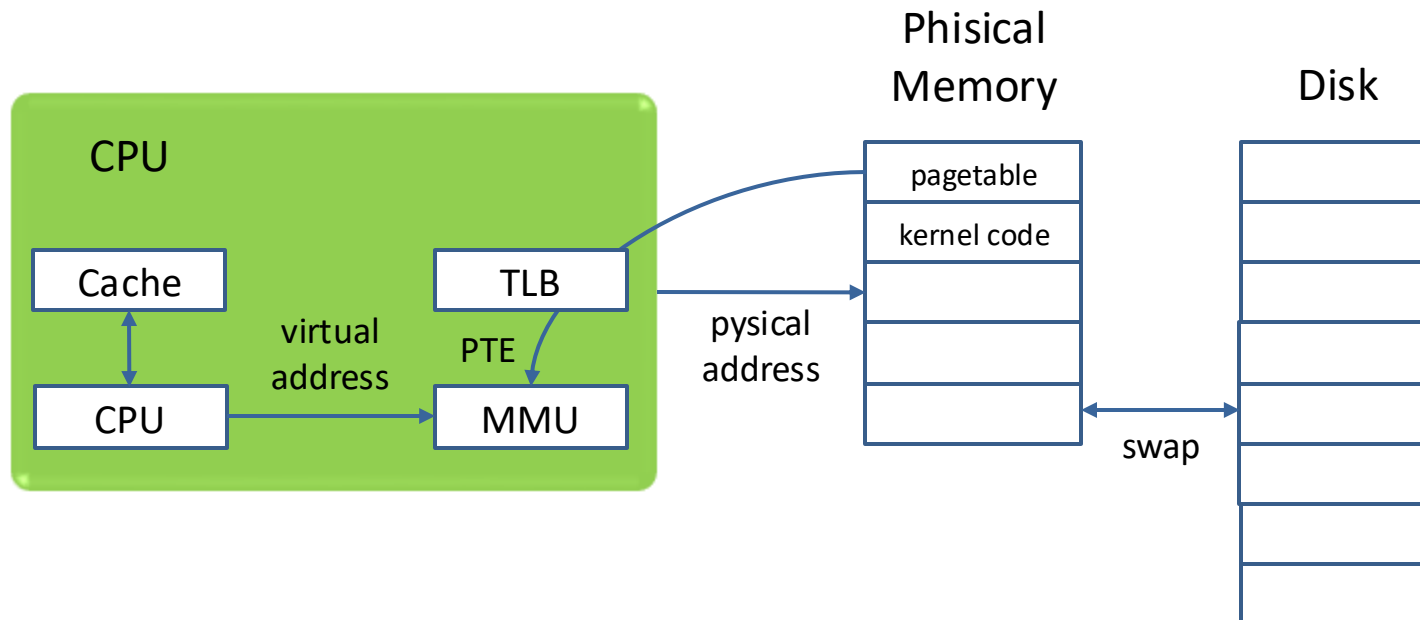 Phisical
Memory
Disk
CPU
pagetable
kernel code
Cache
TLB
virtual
address
PTE
pysical
address
CPU
MMU
swap